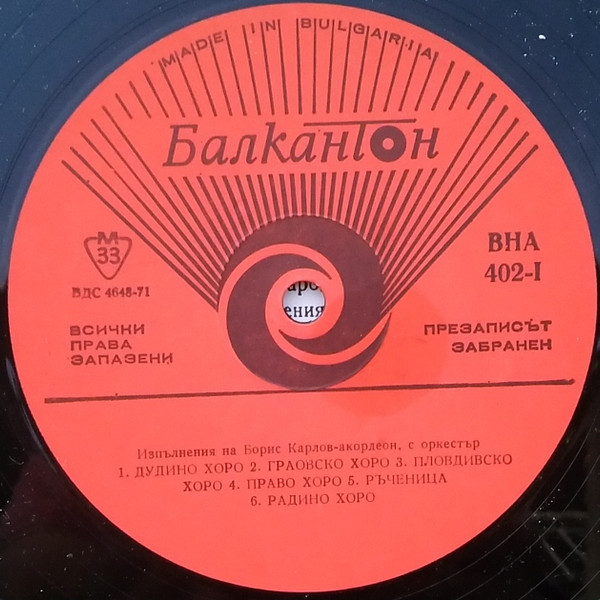 MADE IN BULGARIA
Балкантон
М
33
ВДС 4648-71
ВНА
402-I
ВСИЧКИ
ПРАВА
ЗАПАЗЕНИ
ПРЕЗАПИСЪТ
ЗАБРАНЕН
Изпълнения на Борис Карлов-акордеон, с оркестър
1. ДУДИНО ХОРО 2. ГРАОВСКО ХОРО 3. ПЛОВДИВСКО
ХОРО 4. ПРАВО ХОРО 5. РЪЧЕНИЦА
6. РАДИНО ХОРО